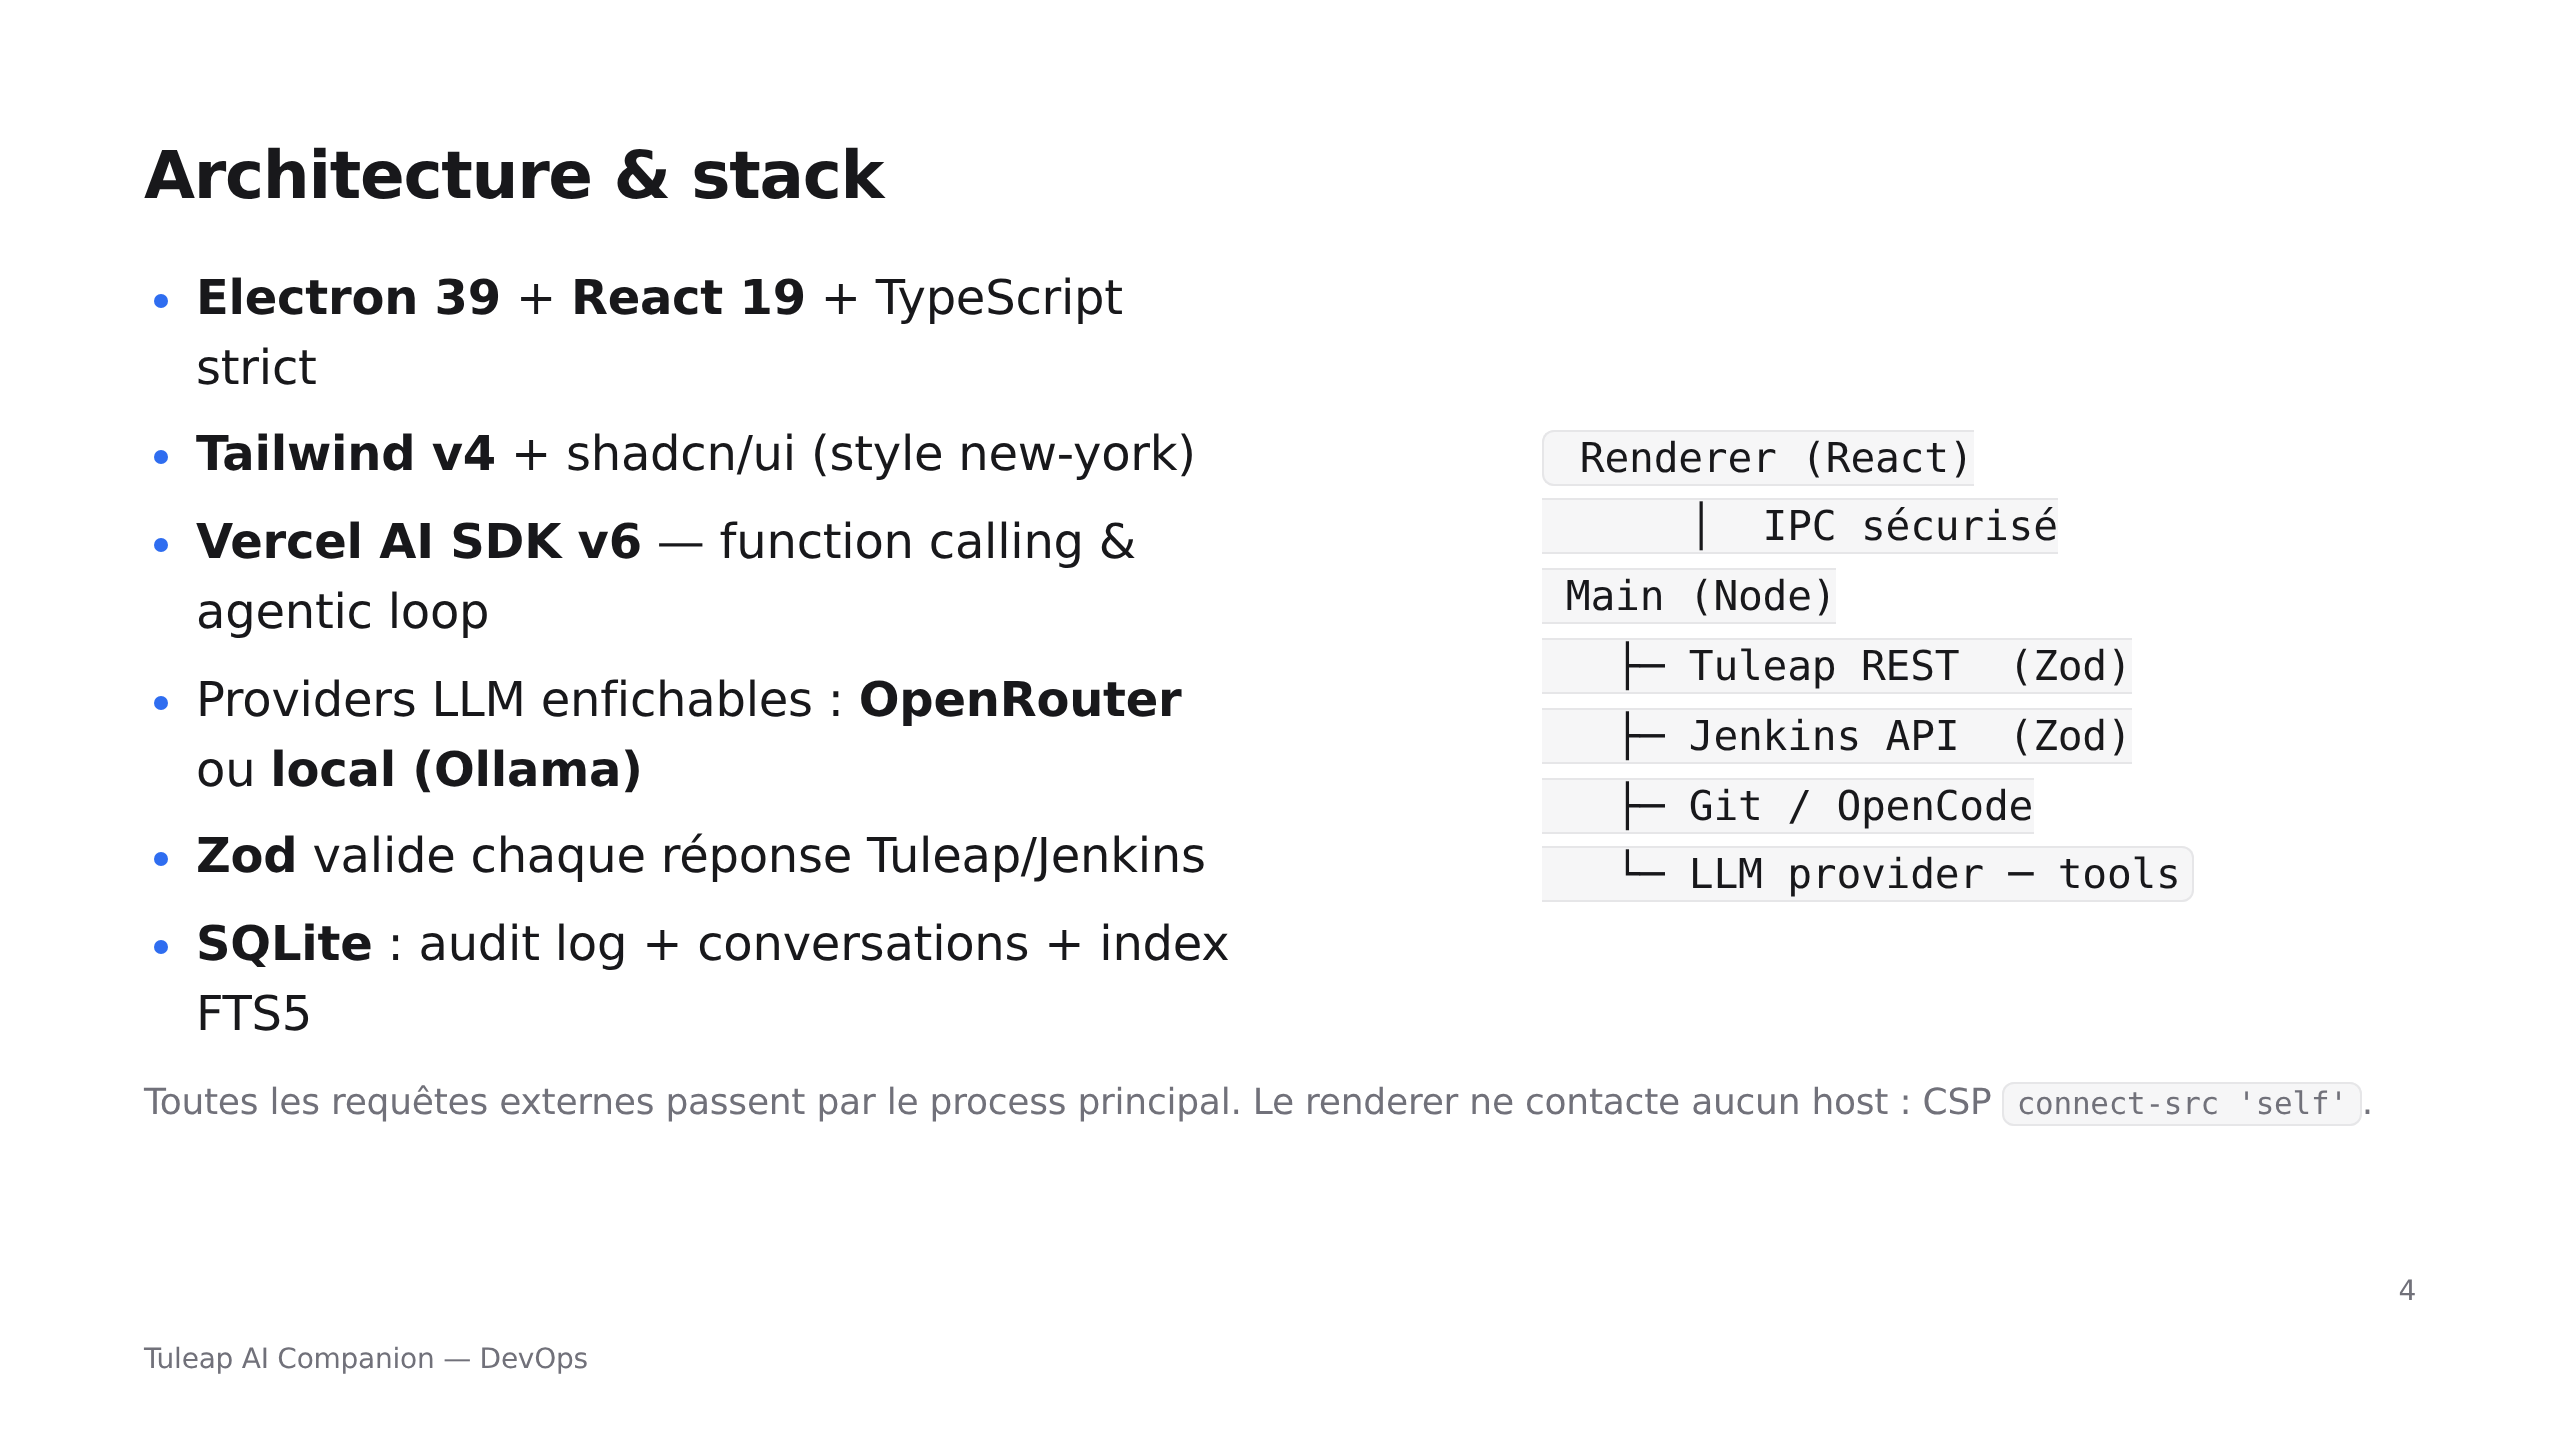 Architecture & stack
• Electron 39 + React 19 + TypeScript
strict
• Tailwind v4 + shadcn/ui (style new-york)
• Vercel AI SDK v6 — function calling &
agentic loop
• Providers LLM enfichables : OpenRouter
ou local (Ollama)
• Zod valide chaque réponse Tuleap/Jenkins
• SQLite : audit log + conversations + index
FTS5
Renderer (React)
│  IPC sécurisé
Main (Node)
├─ Tuleap REST  (Zod)
├─ Jenkins API  (Zod)
├─ Git / OpenCode
└─ LLM provider ─ tools
Toutes les requêtes externes passent par le process principal. Le renderer ne contacte aucun host : CSP connect-src 'self'.
4
Tuleap AI Companion — DevOps